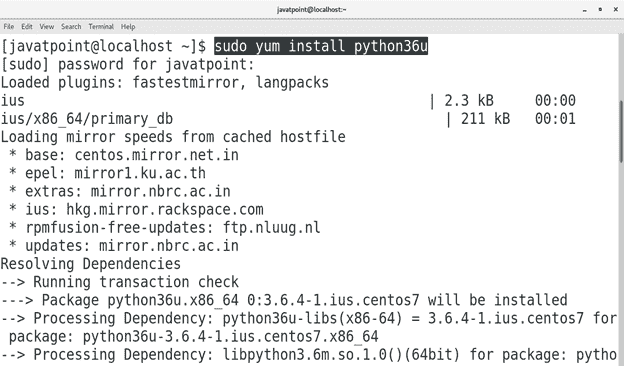 javatpoint@localhost:~
File Edit View Search Terminal Help
[javatpoint@localhost ~]$ sudo yum install python36u
[sudo] password for javatpoint:
Loaded plugins: fastestmirror, langpacks
ius | 2.3 kB 00:00
ius/x86_64/primary_db | 211 kB 00:01
Loading mirror speeds from cached hostfile
* base: centos.mirror.net.in
* epel: mirror1.ku.ac.th
* extras: mirror.nbrc.ac.in
* ius: hkg.mirror.rackspace.com
* rpmfusion-free-updates: ftp.nluug.nl
* updates: mirror.nbrc.ac.in
Resolving Dependencies
--> Running transaction check
---> Package python36u.x86_64 0:3.6.4-1.ius.centos7 will be installed
--> Processing Dependency: python36u-libs(x86-64) = 3.6.4-1.ius.centos7 for
package: python36u-3.6.4-1.ius.centos7.x86_64
--> Processing Dependency: libpython3.6m.so.1.0()(64bit) for package: pytho